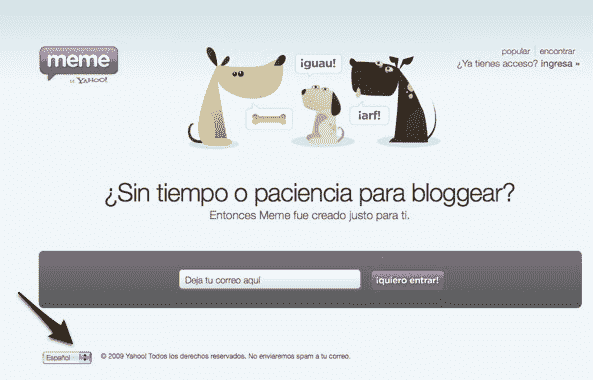 meme
de YAHOO!
popular | encontrar
¿Ya tienes acceso? ingresa »
¡guau!
¡arf!
¿Sin tiempo o paciencia para bloggear?
Entonces Meme fue creado justo para ti.
Deja tu correo aquí
¡quiero entrar!
Español
© 2009 Yahoo! Todos los derechos reservados. No enviaremos spam a tu correo.